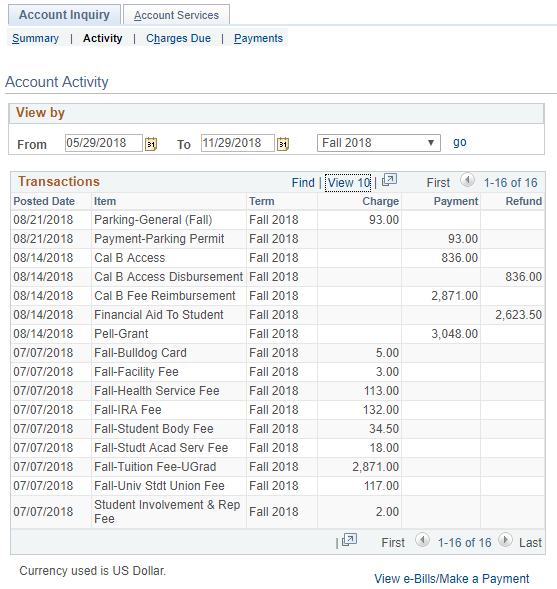 Account Inquiry Account Services
Summary | Activity | Charges Due | Payments
Account Activity
View by
From 05/29/2018 31 To 11/29/2018 31 Fall 2018 go
Transactions Find | View 10 | First 1-16 of 16
Posted Date Item Term Charge Payment Refund
08/21/2018 Parking-General (Fall) Fall 2018 93.00
08/21/2018 Payment-Parking Permit Fall 2018 93.00
08/14/2018 Cal B Access Fall 2018 836.00
08/14/2018 Cal B Access Disbursement Fall 2018 836.00
08/14/2018 Cal B Fee Reimbursement Fall 2018 2,871.00
08/14/2018 Financial Aid To Student Fall 2018 2,623.50
08/14/2018 Pell-Grant Fall 2018 3,048.00
07/07/2018 Fall-Bulldog Card Fall 2018 5.00
07/07/2018 Fall-Facility Fee Fall 2018 3.00
07/07/2018 Fall-Health Service Fee Fall 2018 113.00
07/07/2018 Fall-IRA Fee Fall 2018 132.00
07/07/2018 Fall-Student Body Fee Fall 2018 34.50
07/07/2018 Fall-Studt Acad Serv Fee Fall 2018 18.00
07/07/2018 Fall-Tuition Fee-UGrad Fall 2018 2,871.00
07/07/2018 Fall-Univ Stdt Union Fee Fall 2018 117.00
07/07/2018 Student Involvement & Rep Fall 2018 2.00
Fee
| First 1-16 of 16 Last
Currency used is US Dollar.
View e-Bills/Make a Payment